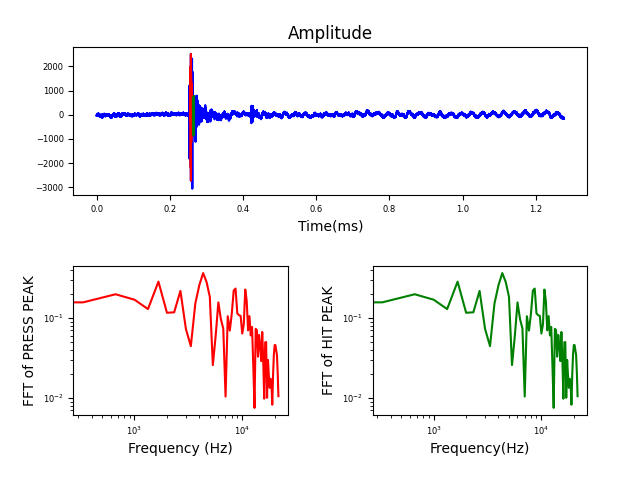 Amplitude
2000
1000
0
−1000
−2000
−3000
0.0 0.2 0.4 0.6 0.8 1.0 1.2
Time(ms)
FFT of PRESS PEAK
10⁻¹
10⁻²
10³ 10⁴
Frequency (Hz)
FFT of HIT PEAK
10⁻¹
10⁻²
10³ 10⁴
Frequency(Hz)